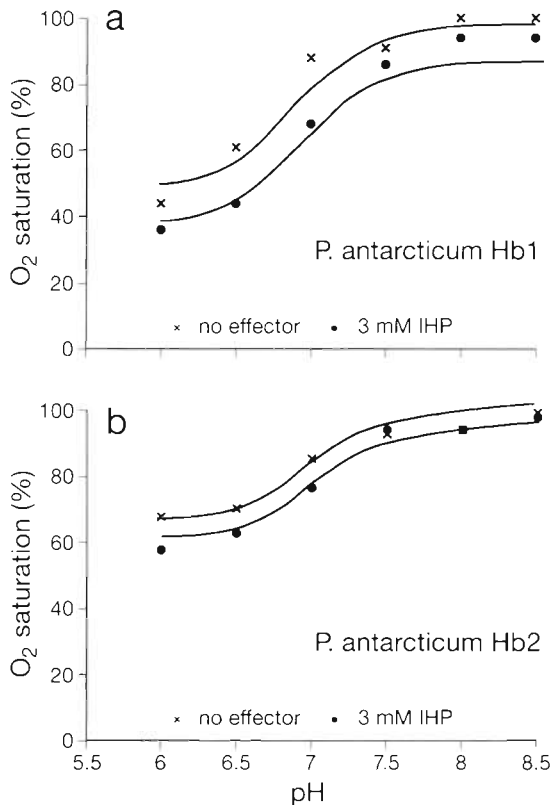 a
100
80
60
40
20
0
O2 saturation (%)
P. antarcticum Hb1
× no effector ● 3 mM IHP
b
100
80
60
40
20
0
O2 saturation (%)
P. antarcticum Hb2
× no effector ● 3 mM IHP
5.5 6 6.5 7 7.5 8 8.5
pH